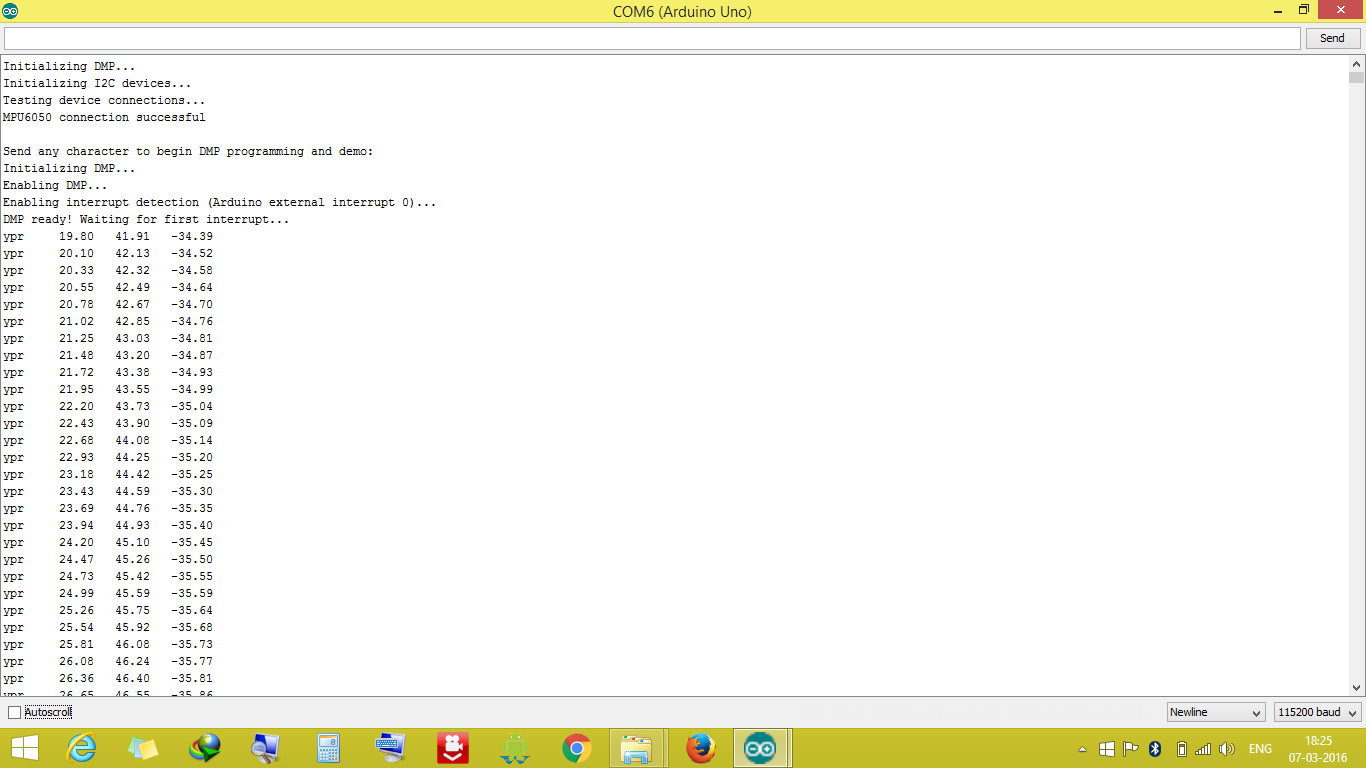 COM6 (Arduino Uno)
Send
Initializing DMP...
Initializing I2C devices...
Testing device connections...
MPU6050 connection successful
Send any character to begin DMP programming and demo:
Initializing DMP...
Enabling DMP...
Enabling interrupt detection (Arduino external interrupt 0)...
DMP ready! Waiting for first interrupt...
ypr 19.80 41.91 -34.39
ypr 20.10 42.13 -34.52
ypr 20.33 42.32 -34.58
ypr 20.55 42.49 -34.64
ypr 20.78 42.67 -34.70
ypr 21.02 42.85 -34.76
ypr 21.25 43.03 -34.81
ypr 21.48 43.20 -34.87
ypr 21.72 43.38 -34.93
ypr 21.95 43.55 -34.99
ypr 22.20 43.73 -35.04
ypr 22.43 43.90 -35.09
ypr 22.68 44.08 -35.14
ypr 22.93 44.25 -35.20
ypr 23.18 44.42 -35.25
ypr 23.43 44.59 -35.30
ypr 23.69 44.76 -35.35
ypr 23.94 44.93 -35.40
ypr 24.20 45.10 -35.45
ypr 24.47 45.26 -35.50
ypr 24.73 45.42 -35.55
ypr 24.99 45.59 -35.59
ypr 25.26 45.75 -35.64
ypr 25.54 45.92 -35.68
ypr 25.81 46.08 -35.73
ypr 26.08 46.24 -35.77
ypr 26.36 46.40 -35.81
ypr 26.65 46.55 -35.86
Autoscroll
Newline
115200 baud
ENG
18:25
07-03-2016